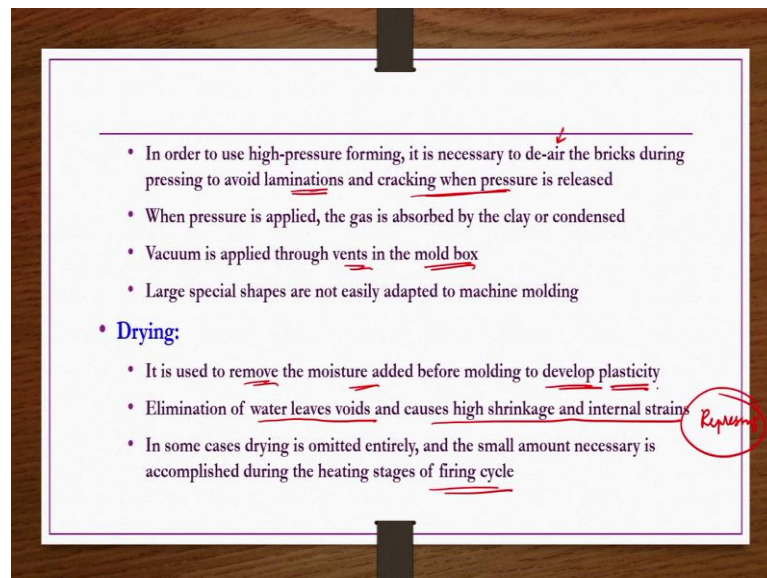 • In order to use high-pressure forming, it is necessary to de-air the bricks during
pressing to avoid laminations and cracking when pressure is released
• When pressure is applied, the gas is absorbed by the clay or condensed
• Vacuum is applied through vents in the mold box
• Large special shapes are not easily adapted to machine molding
• Drying:
• It is used to remove the moisture added before molding to develop plasticity
• Elimination of water leaves voids and causes high shrinkage and internal strains
• In some cases drying is omitted entirely, and the small amount necessary is
accomplished during the heating stages of firing cycle